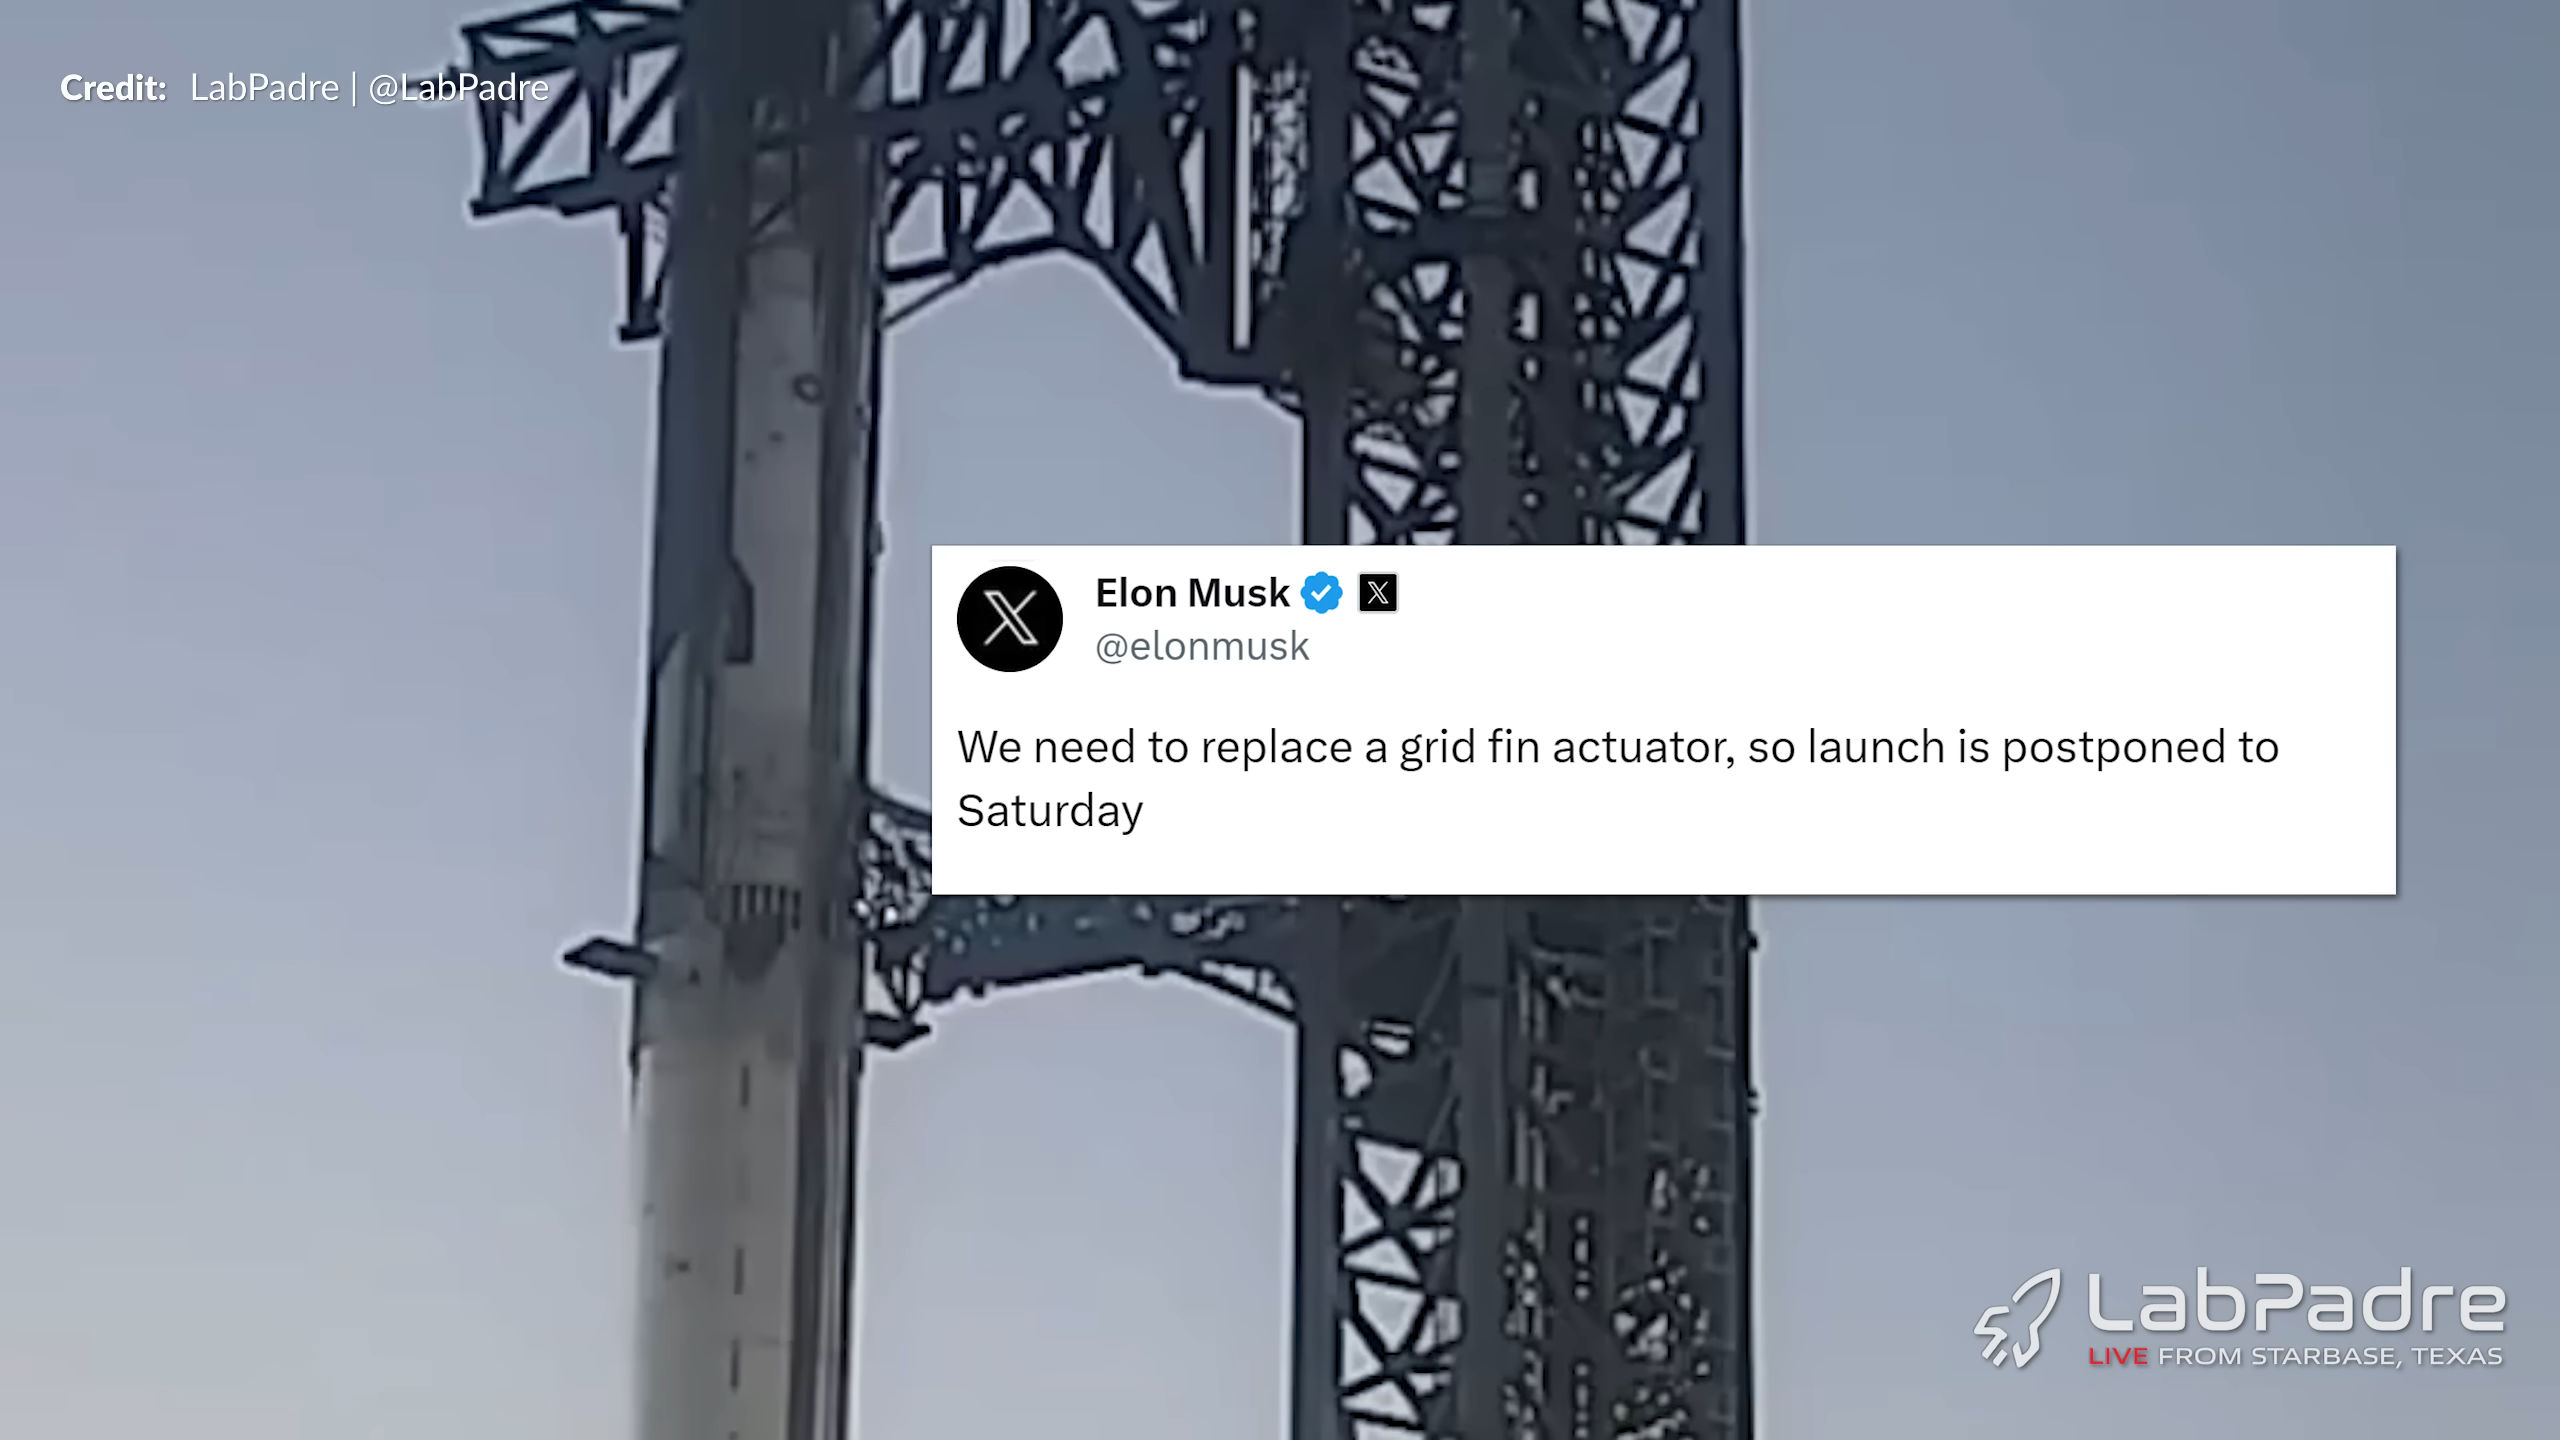 Credit: LabPadre | @LabPadre
Elon Musk
@elonmusk
We need to replace a grid fin actuator, so launch is postponed to
Saturday
LabPadre
LIVE FROM STARBASE, TEXAS